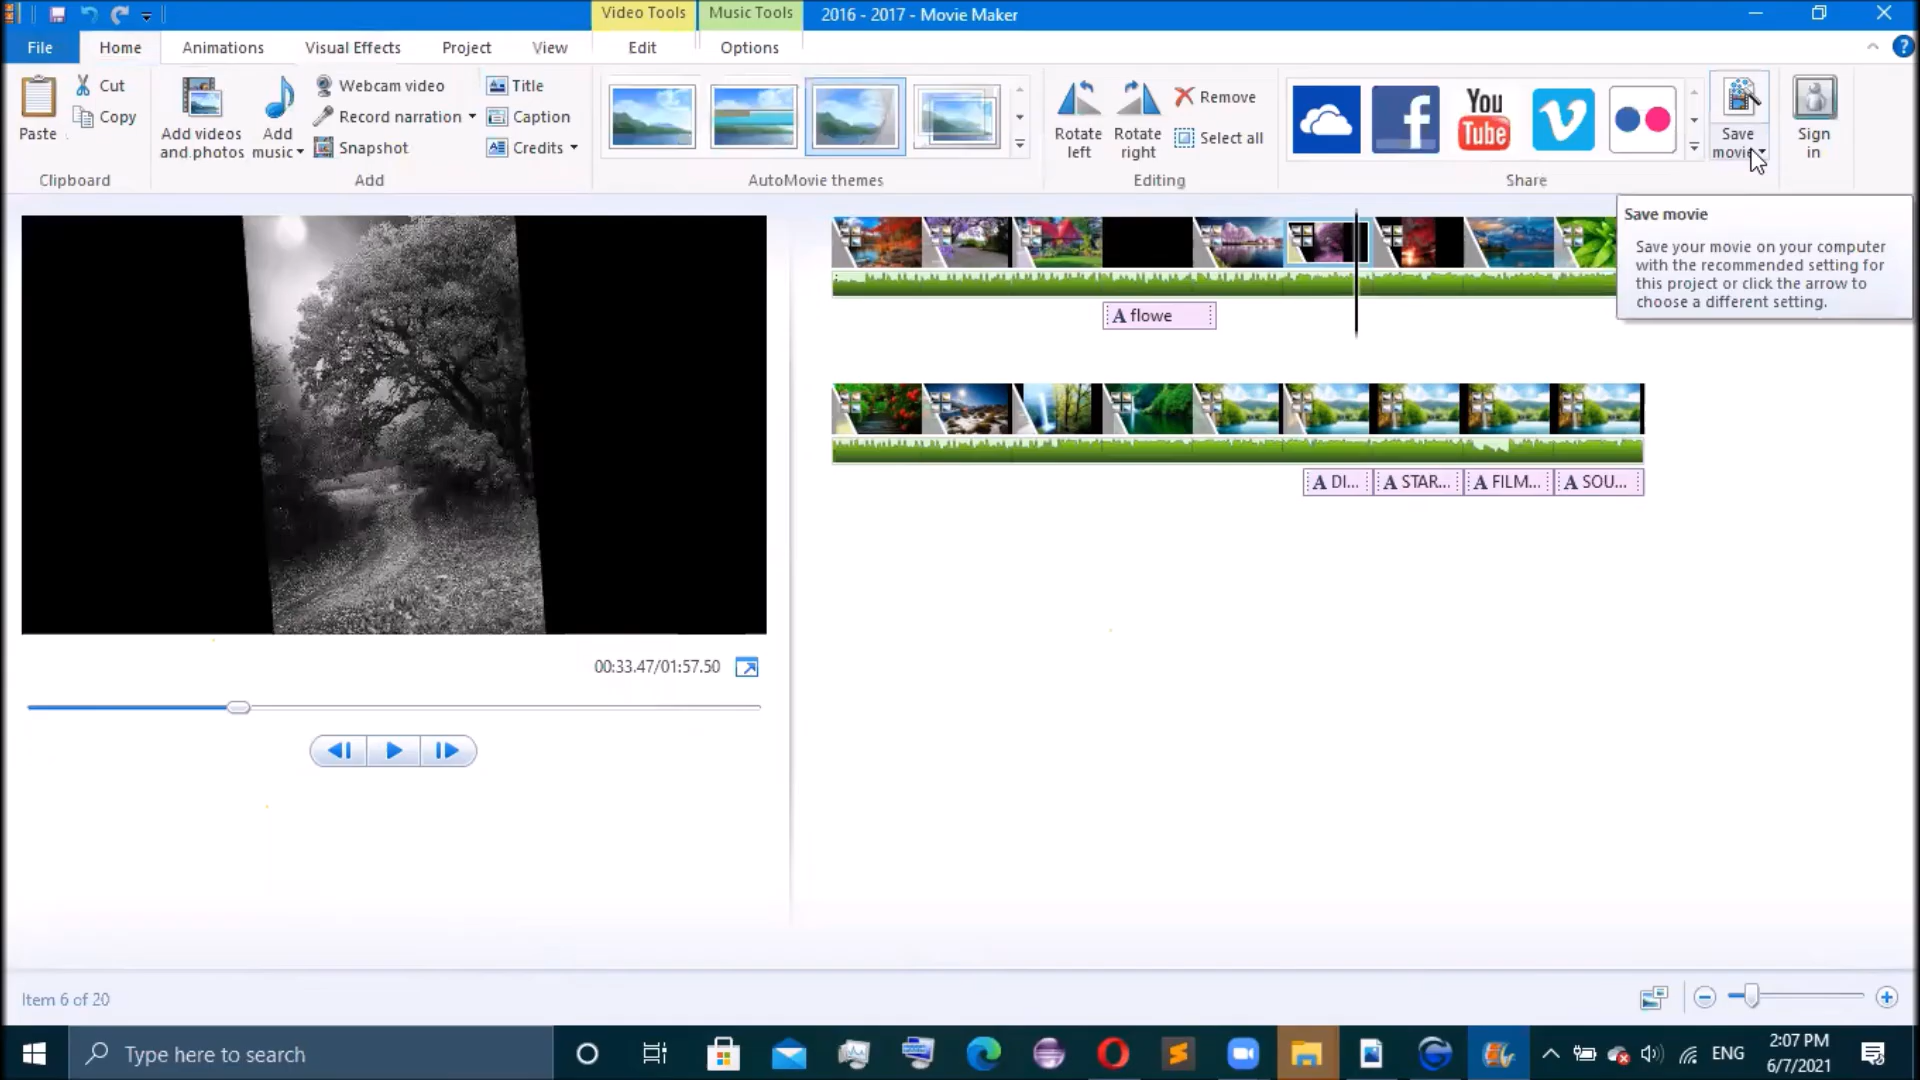 Video Tools
Music Tools
2016 - 2017 - Movie Maker
File
Home
Animations
Visual Effects
Project
View
Edit
Options
Paste
Cut
Copy
Clipboard
Add videos
and photos
Add
music
Webcam video
Record narration
Snapshot
Title
Caption
Credits
Add
AutoMovie themes
Rotate
left
Rotate
right
Remove
Select all
Editing
You
Tube
Share
Save
movie
Sign
in
Save movie
Save your movie on your computer
with the recommended setting for
this project or click the arrow to
choose a different setting.
A flowe
A DI...
A STAR...
A FILM...
A SOU...
00:33.47/01:57.50
Item 6 of 20
Type here to search
ENG
2:07 PM
6/7/2021